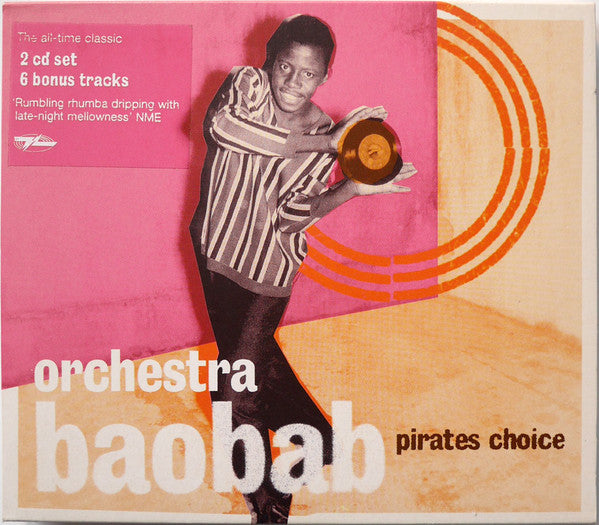 The all-time classic
2 cd set
6 bonus tracks
'Rumbling rhumba dripping with
late-night mellowness' NME
orchestra
baobab
pirates choice